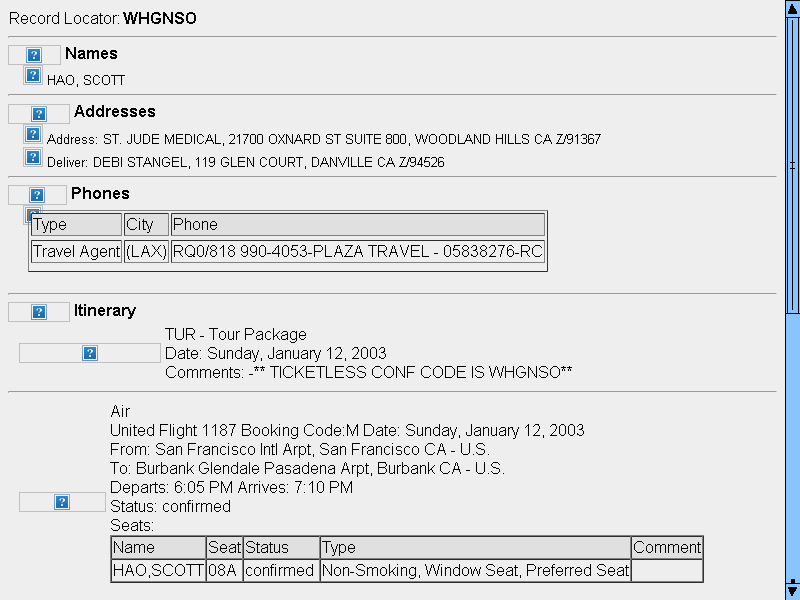 Record Locator: WHGNSO
Names
HAO, SCOTT
Addresses
Address: ST. JUDE MEDICAL, 21700 OXNARD ST SUITE 800, WOODLAND HILLS CA Z/91367
Deliver: DEBI STANGEL, 119 GLEN COURT, DANVILLE CA Z/94526
Phones
Type City Phone
Travel Agent (LAX) RQ0/818 990-4053-PLAZA TRAVEL - 05838276-RC
Itinerary
TUR - Tour Package
Date: Sunday, January 12, 2003
Comments: -** TICKETLESS CONF CODE IS WHGNSO**
Air
United Flight 1187 Booking Code:M Date: Sunday, January 12, 2003
From: San Francisco Intl Arpt, San Francisco CA - U.S.
To: Burbank Glendale Pasadena Arpt, Burbank CA - U.S.
Departs: 6:05 PM Arrives: 7:10 PM
Status: confirmed
Seats:
Name Seat Status Type Comment
HAO,SCOTT 08A confirmed Non-Smoking, Window Seat, Preferred Seat